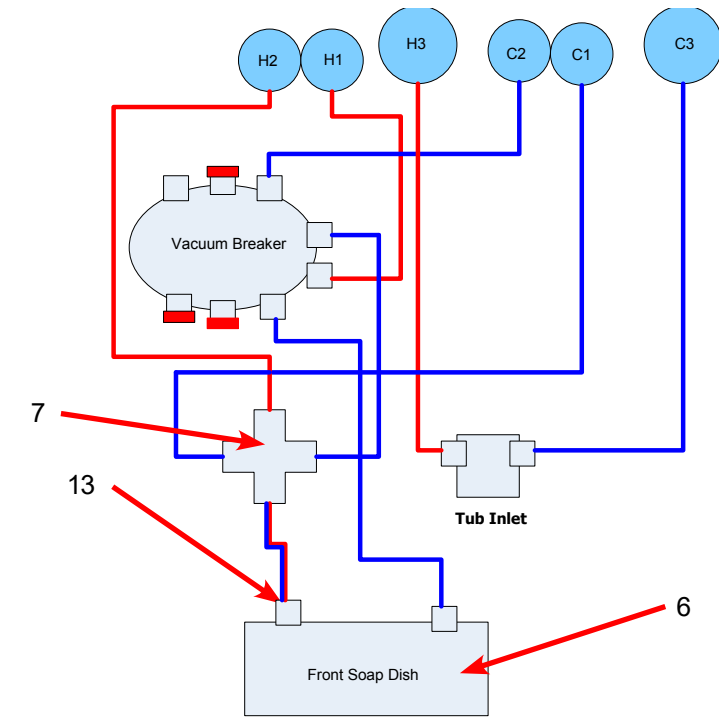 H2
H1
H3
C2
C1
C3
Vacuum Breaker
7
13
Tub Inlet
6
Front Soap Dish